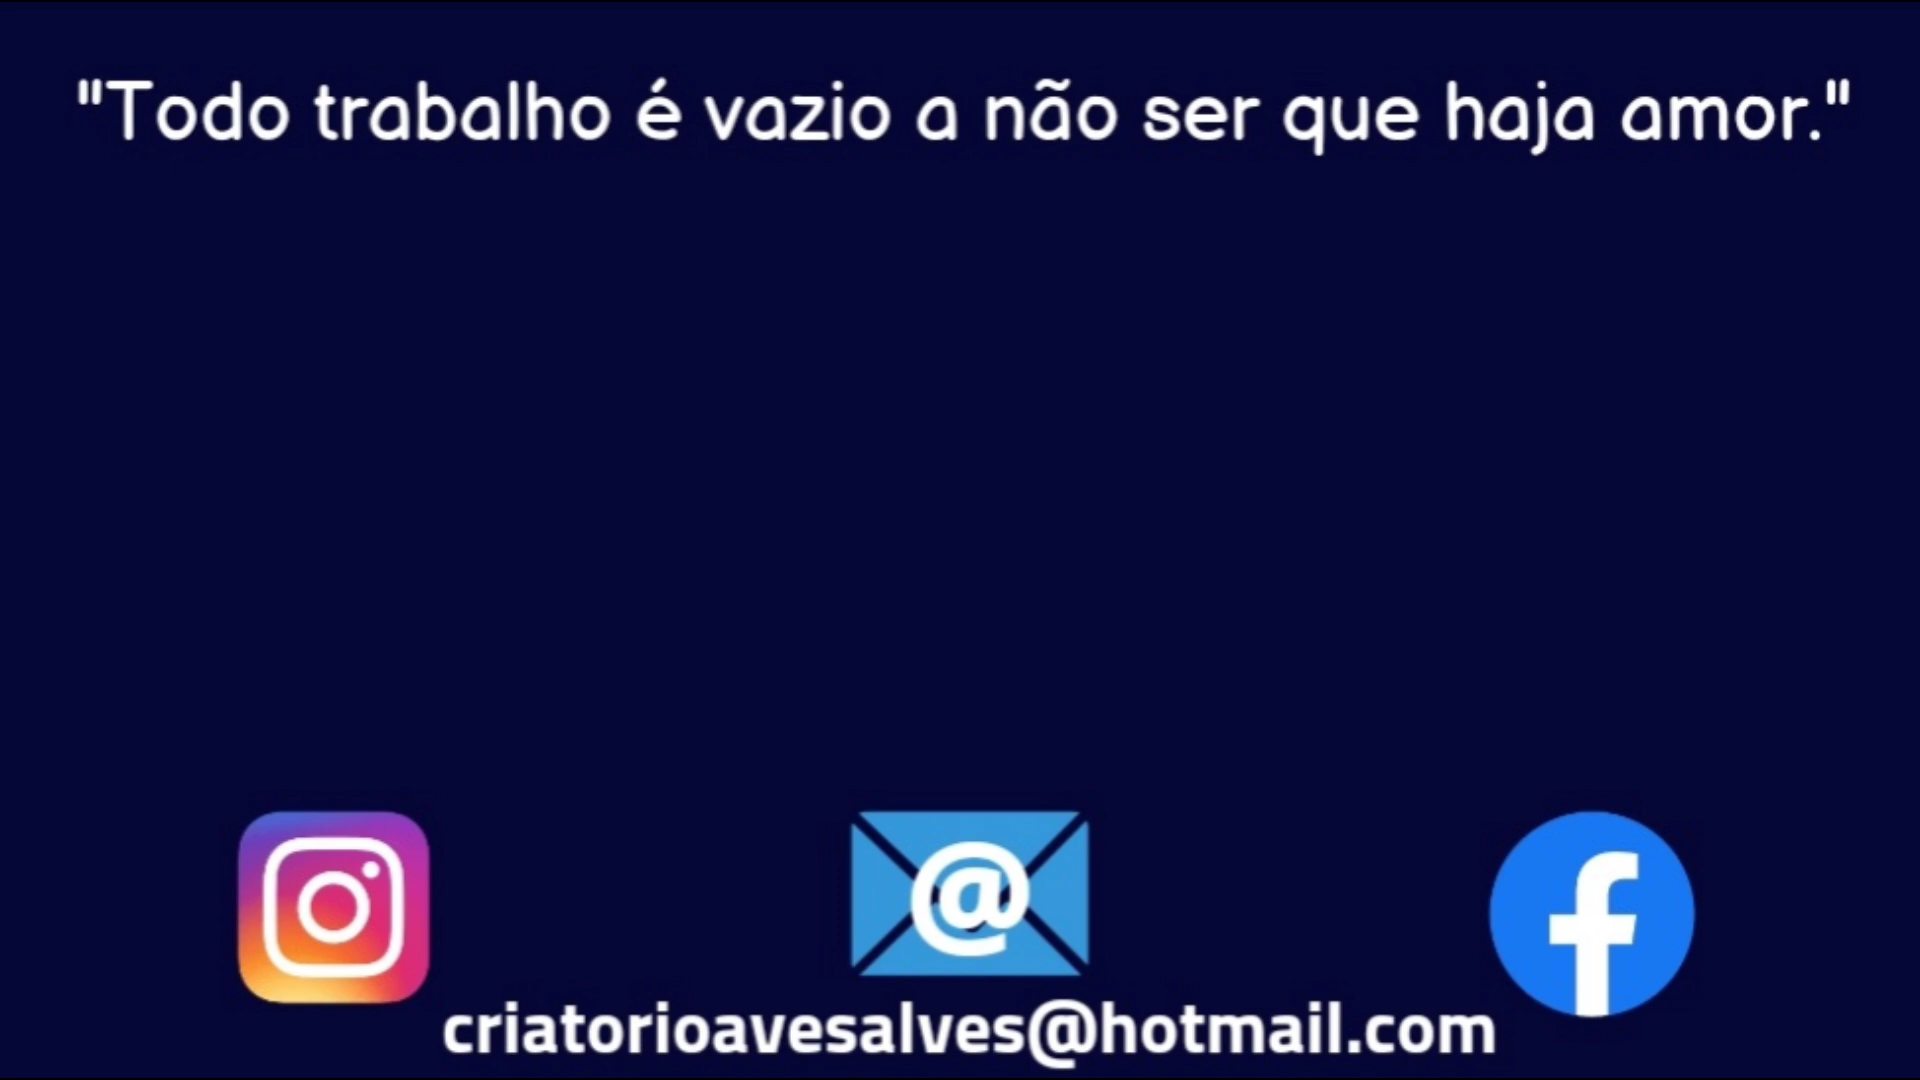 "Todo trabalho é vazio a não ser que haja amor."
@
criatorioavesalves@hotmail.com